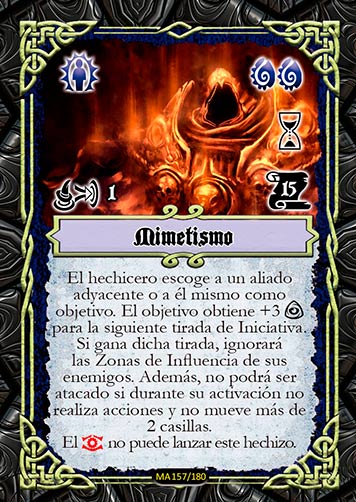 1
15
Mimetismo
El hechicero escoge a un aliado
adyacente o a él mismo como
objetivo. El objetivo obtiene +3
para la siguiente tirada de Iniciativa.
Si gana dicha tirada, ignorará
las Zonas de Influencia de sus
enemigos. Además, no podrá ser
atacado si durante su activación no
realiza acciones y no mueve más de
2 casillas.
El no puede lanzar este hechizo.
MA 157/180